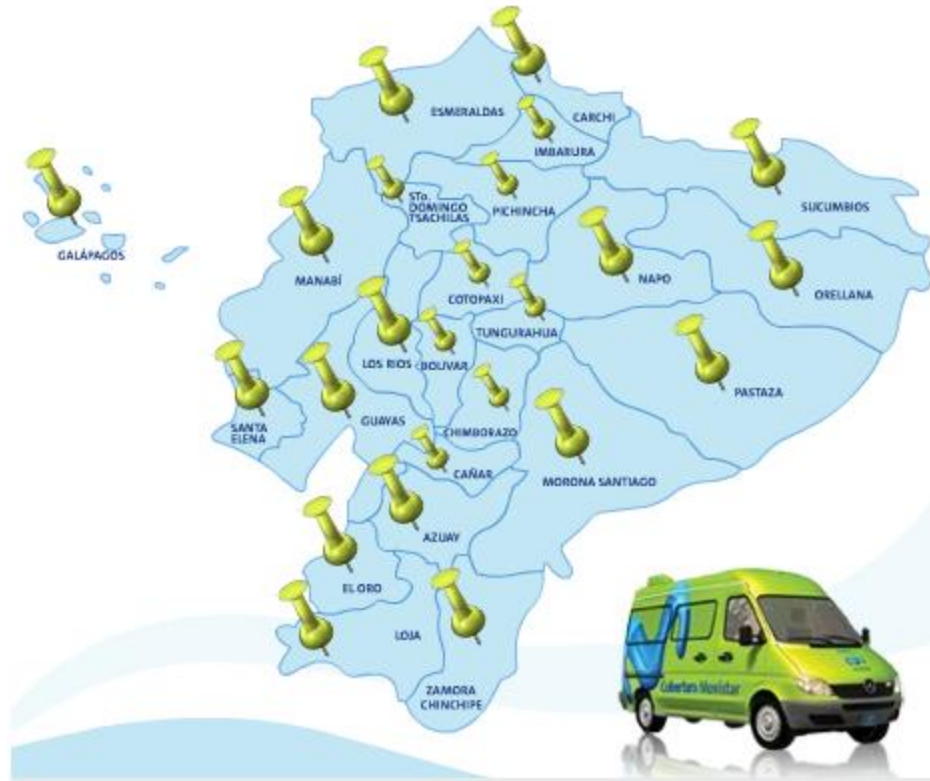 ESMERALDAS
CARCHI
IMBARURA
STO.
DOMINGO
TSACHILAS
PICHINCHA
SUCUMBIOS
GALÁPAGOS
MANABÍ
COTOPAXI
NAPO
ORELLANA
TUNGURAHUA
LOS RIOS
BOLIVAR
PASTAZA
SANTA
ELENA
GUAYAS
CHIMBORAZO
CAÑAR
MORONA SANTIAGO
AZUAY
EL ORO
LOJA
ZAMORA
CHINCHIPE
Cobertura Movistar